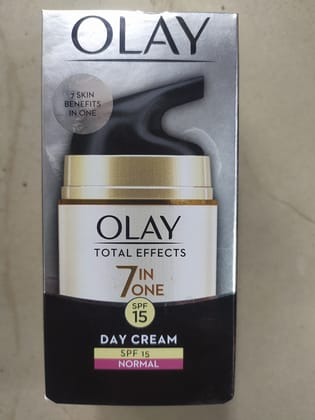 OLAY
7 SKIN
BENEFITS
IN ONE
OLAY
TOTAL EFFECTS
7 IN
ONE
SPF
15
DAY CREAM
SPF 15
NORMAL